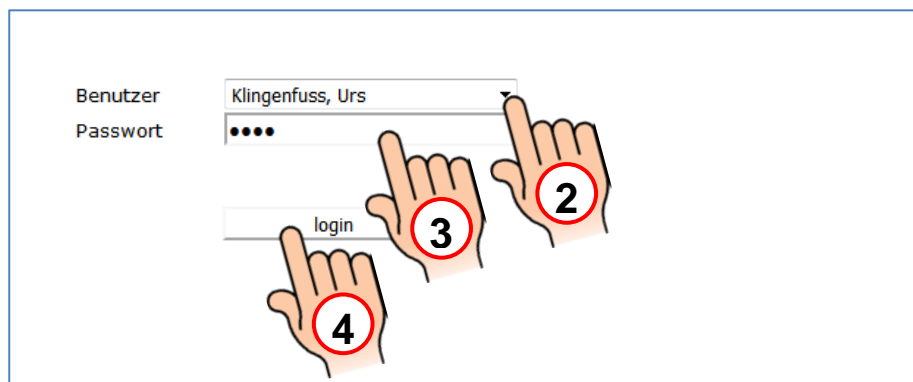 Benutzer Klingenfuss, Urs
Passwort ●●●●
2
login
3
4